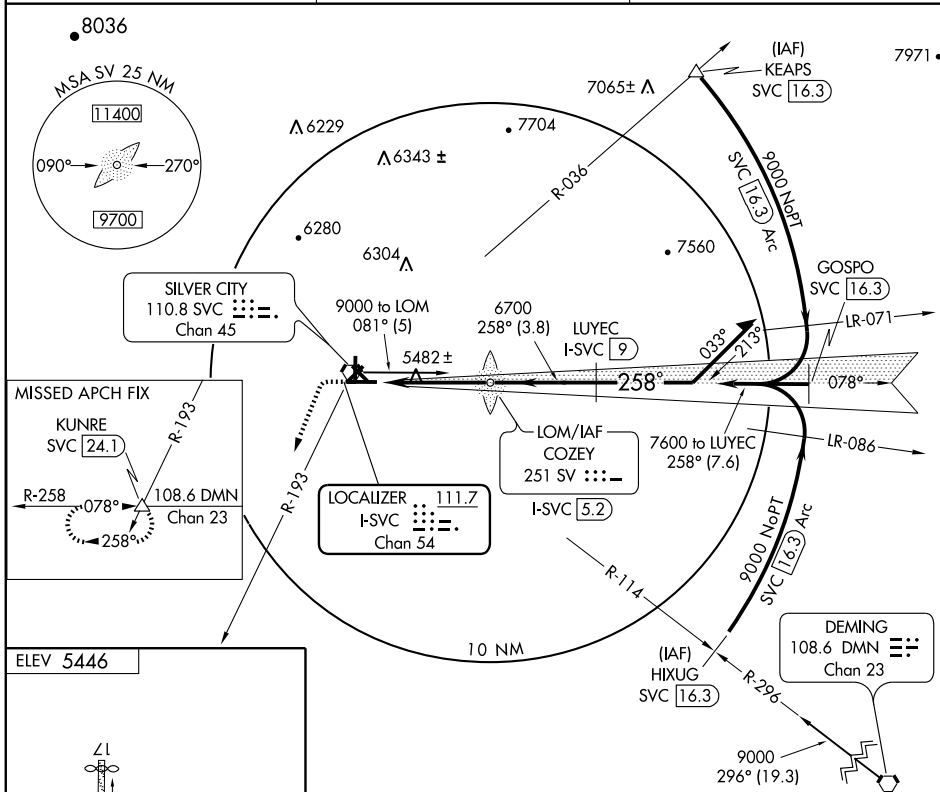 8036
MSA SV 25 NM
11400
090°
270°
9700
6229
6343 ±
7704
7065±
(IAF)
KEAPS
SVC 16.3
7971
R-036
9000 NoPT
SVC 16.3 Arc
6280
6304
7560
GOSPO
SVC 16.3
SILVER CITY
110.8 SVC
Chan 45
9000 to LOM
081° (5)
6700
258° (3.8)
LUYEC
I-SVC 9
033°
213°
LR-071
5482 ±
258°
078°
MISSED APCH FIX
KUNRE
SVC 24.1
R-193
R-258
078°
108.6 DMN
Chan 23
258°
R-193
LOM/IAF
COZEY
251 SV
I-SVC 5.2
7600 to LUYEC
258° (7.6)
LR-086
LOCALIZER 111.7
I-SVC
Chan 54
9000 NoPT
SVC 16.3 Arc
R-114
10 NM
(IAF)
HIXUG
SVC 16.3
DEMING
108.6 DMN
Chan 23
R-296
9000
296° (19.3)
ELEV 5446
17